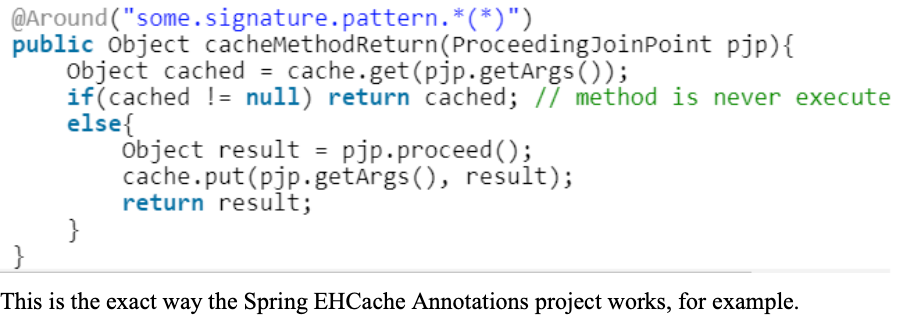 @Around("some.signature.pattern.*(*)")
public Object cacheMethodReturn(ProceedingJoinPoint pjp){
    Object cached = cache.get(pjp.getArgs());
    if(cached != null) return cached; // method is never execute
    else{
        Object result = pjp.proceed();
        cache.put(pjp.getArgs(), result);
        return result;
    }
}
This is the exact way the Spring EHCache Annotations project works, for example.